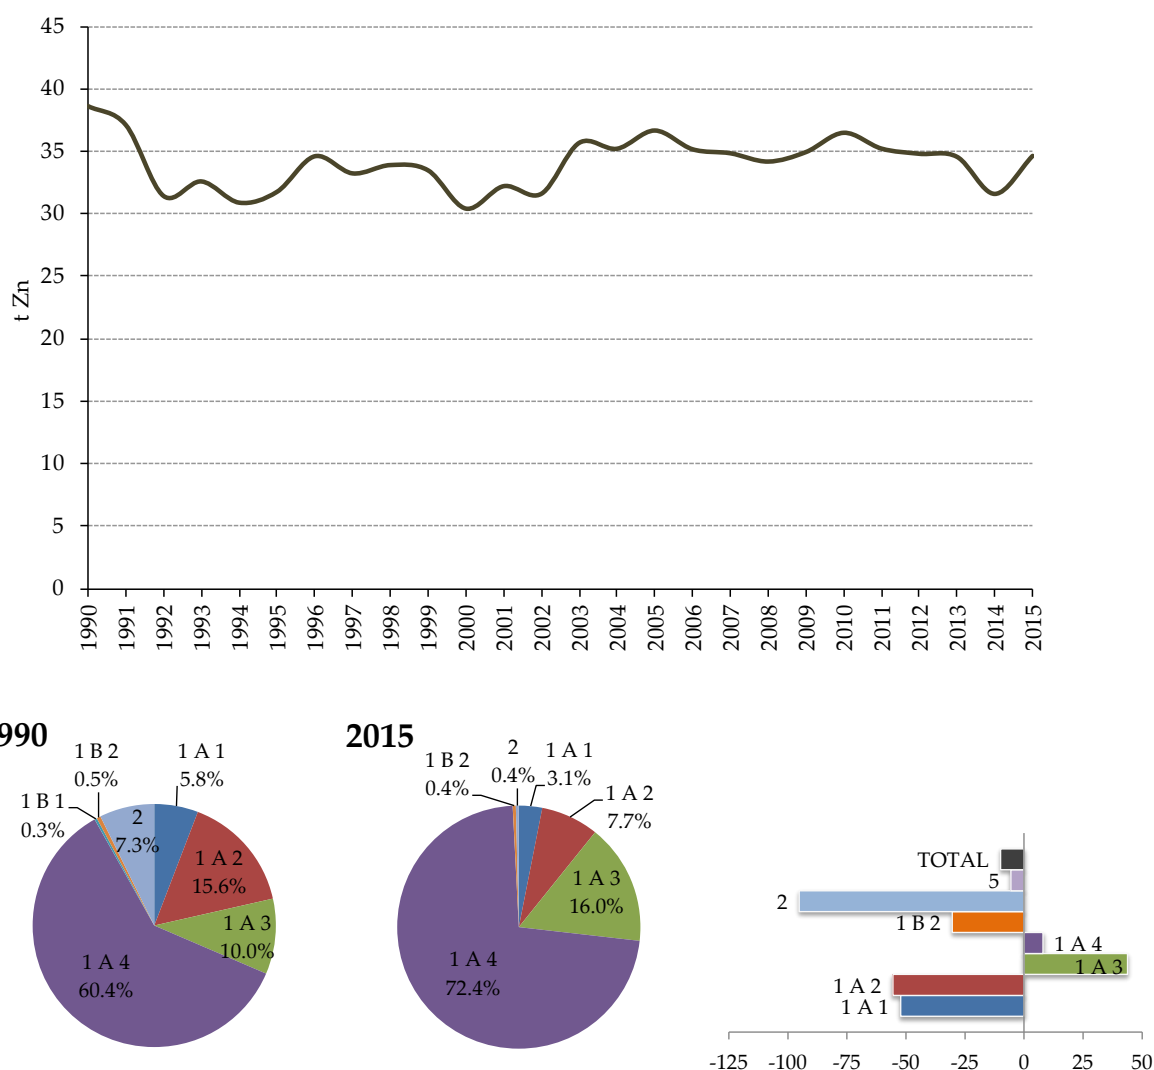 45
40
35
30
25
20
15
10
5
0
t Zn
1990
1991
1992
1993
1994
1995
1996
1997
1998
1999
2000
2001
2002
2003
2004
2005
2006
2007
2008
2009
2010
2011
2012
2013
2014
2015
990
1 B 2
0.5%
1 A 1
5.8%
1 B 1
0.3%
2
7.3%
1 A 2
15.6%
1 A 3
10.0%
1 A 4
60.4%
2015
1 B 2
0.4%
2
0.4%
1 A 1
3.1%
1 A 2
7.7%
1 A 3
16.0%
1 A 4
72.4%
TOTAL
5
2
1 B 2
1 A 4
1 A 3
1 A 2
1 A 1
-125 -100 -75 -50 -25 0 25 50